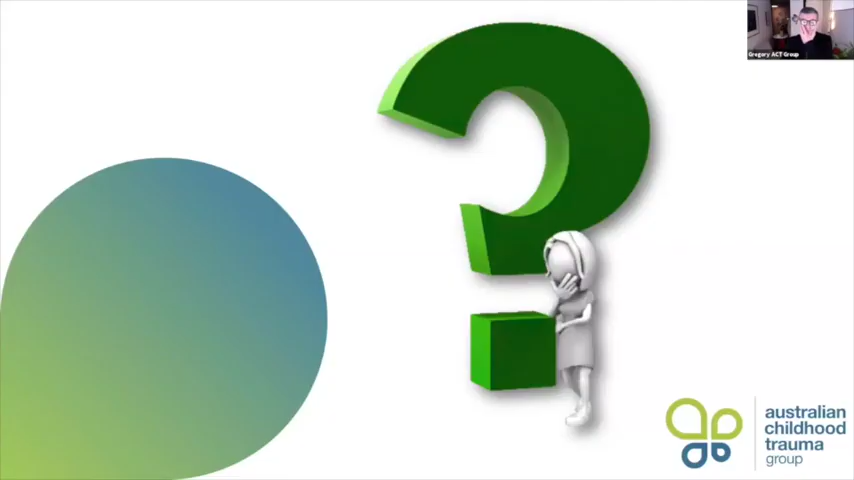 Gregory ACT Group
australian
childhood
trauma
group